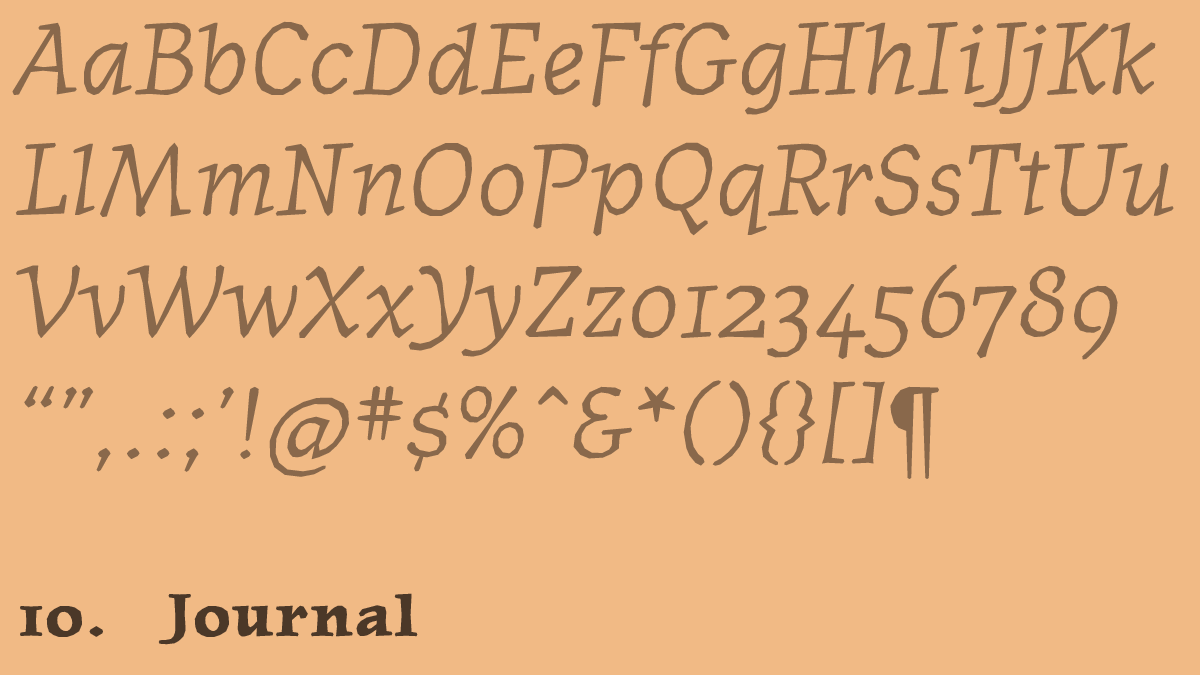 AaBbCcDdEeFfGgHhIiJjKk
LlMmNnOoPpQqRrSsTtUu
VvWwXxYyZz0123456789
“” ,.:;’!@#$%^&*(){}[]¶
10. Journal